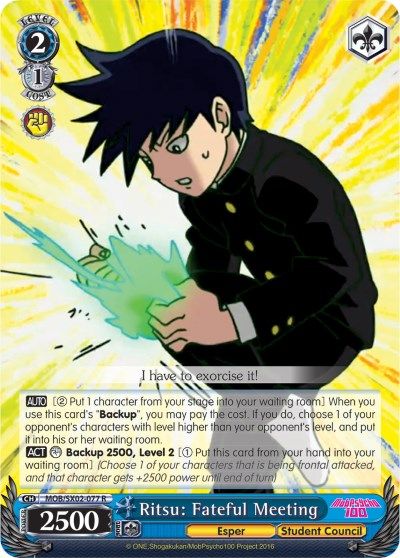 LEVEL
2
1
COST
I have to exorcise it!
AUTO [② Put 1 character from your stage into your waiting room] When you
use this card's "Backup", you may pay the cost. If you do, choose 1 of your
opponent's characters with level higher than your opponent's level, and put
it into his or her waiting room.
ACT Backup 2500, Level 2 [① Put this card from your hand into your
waiting room] (Choose 1 of your characters that is being frontal attacked,
and that character gets +2500 power until end of turn)
CH MOB/SX02-077 R
2500
Ritsu: Fateful Meeting
MobPsycho
100
Esper
Student Council
© ONE,Shogakukan/MobPsycho100 Project 2016